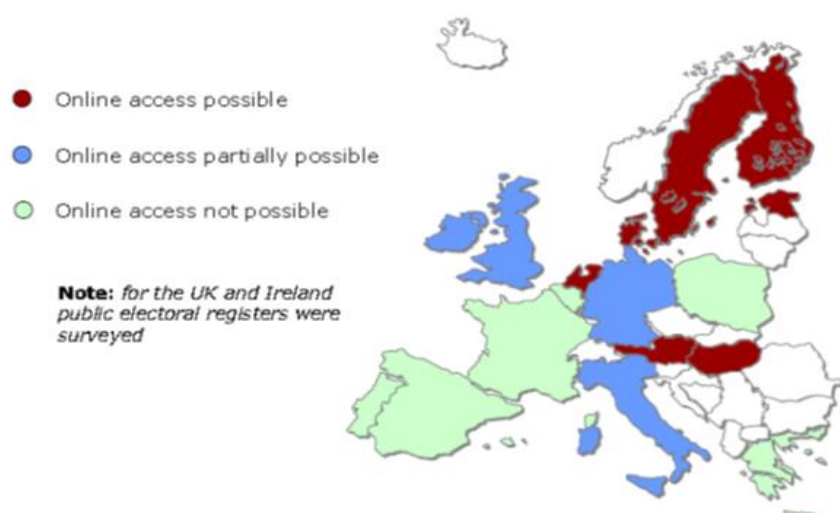 Online access possible
Online access partially possible
Online access not possible
Note: for the UK and Ireland
public electoral registers were
surveyed